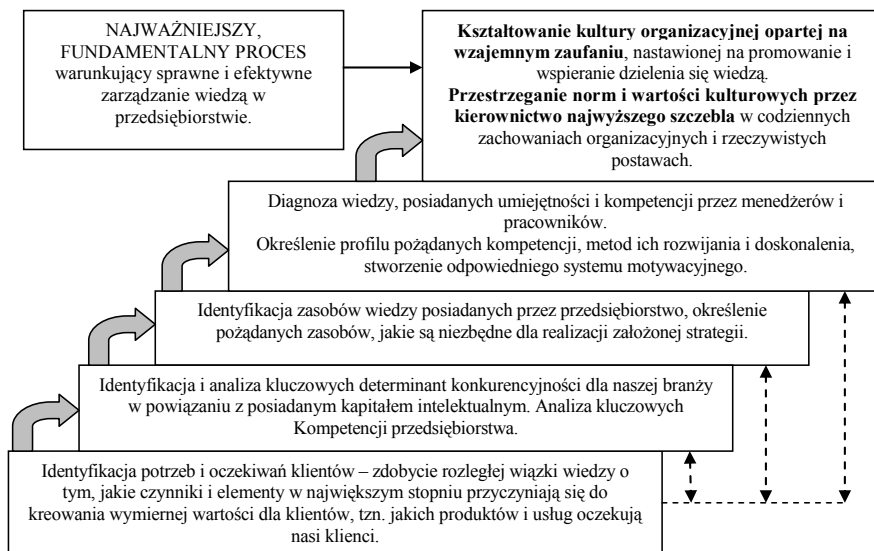 NAJWAŻNIEJSZY,
FUNDAMENTALNY PROCES
warunkujący sprawne i efektywne
zarządzanie wiedzą w
przedsiębiorstwie.
Kształtowanie kultury organizacyjnej opartej na
wzajemnym zaufaniu, nastawionej na promowanie i
wspieranie dzielenia się wiedzą.
Przestrzeganie norm i wartości kulturowych przez
kierownictwo najwyższego szczebla w codziennych
zachowaniach organizacyjnych i rzeczywistych
postawach.
Diagnoza wiedzy, posiadanych umiejętności i kompetencji przez menedżerów i
pracowników.
Określenie profilu pożądanych kompetencji, metod ich rozwijania i doskonalenia,
stworzenie odpowiedniego systemu motywacyjnego.
Identyfikacja zasobów wiedzy posiadanych przez przedsiębiorstwo, określenie
pożądanych zasobów, jakie są niezbędne dla realizacji założonej strategii.
Identyfikacja i analiza kluczowych determinant konkurencyjności dla naszej branży
w powiązaniu z posiadanym kapitałem intelektualnym. Analiza kluczowych
Kompetencji przedsiębiorstwa.
Identyfikacja potrzeb i oczekiwań klientów – zdobycie rozległej wiązki wiedzy o
tym, jakie czynniki i elementy w największym stopniu przyczyniają się do
kreowania wymiernej wartości dla klientów, tzn. jakich produktów i usług oczekują
nasi klienci.